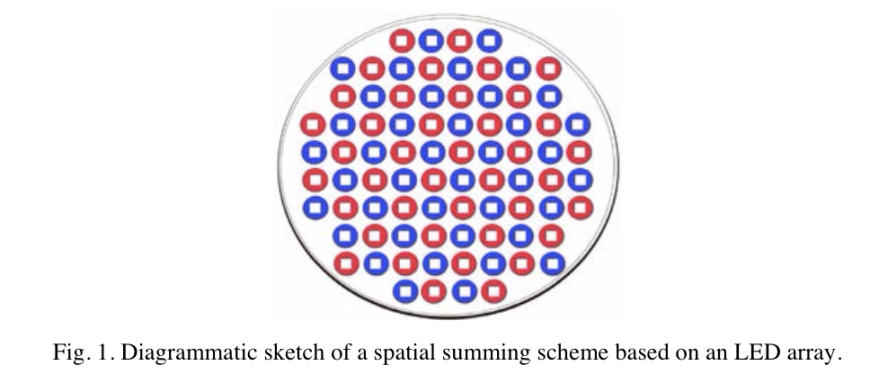 Fig. 1. Diagrammatic sketch of a spatial summing scheme based on an LED array.